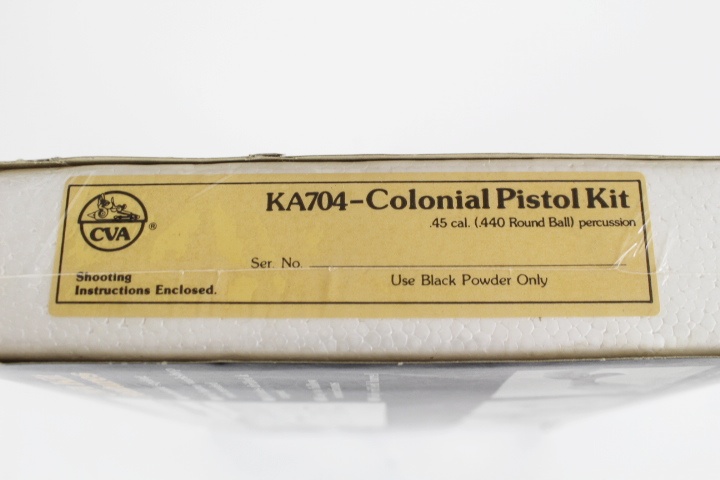 KA704-Colonial Pistol Kit
.45 cal. (.440 Round Ball) percussion
CVA ®
Ser. No.
Shooting
Instructions Enclosed.
Use Black Powder Only